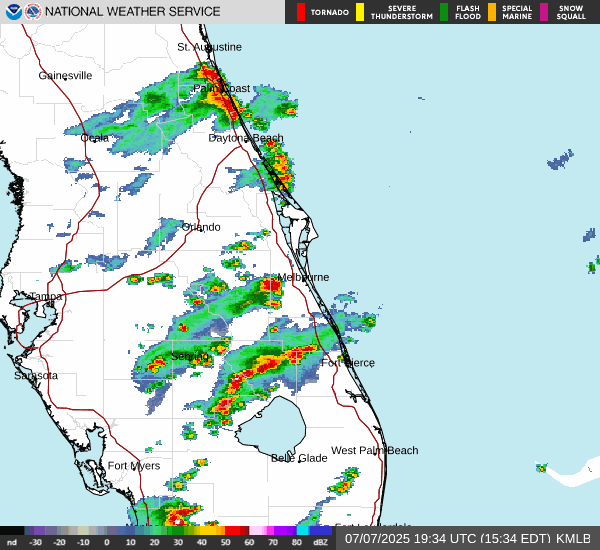 NATIONAL WEATHER SERVICE
TORNADO
SEVERE THUNDERSTORM
FLASH FLOOD
SPECIAL MARINE
SNOW SQUALL
St. Augustine
Gainesville
Palm Coast
Ocala
Daytona Beach
Orlando
Melbourne
Tampa
Sebring
Fort Pierce
Sarasota
West Palm Beach
Belle Glade
Fort Myers
nd -30 -20 -10 0 10 20 30 40 50 60 70 80 dBZ
07/07/2025 19:34 UTC (15:34 EDT) KMLB